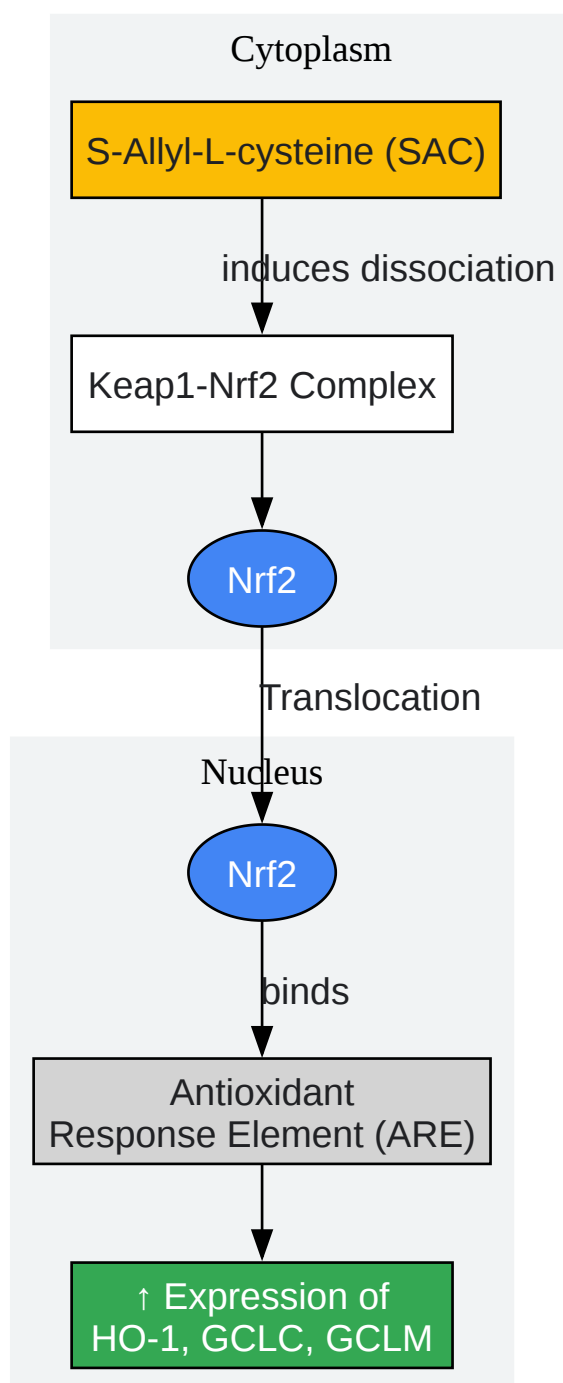 Cytoplasm
S-Allyl-L-cysteine (SAC)
induces dissociation
Keap1-Nrf2 Complex
Nrf2
Translocation
Nucleus
Nrf2
binds
Antioxidant
Response Element (ARE)
↑ Expression of
HO-1, GCLC, GCLM